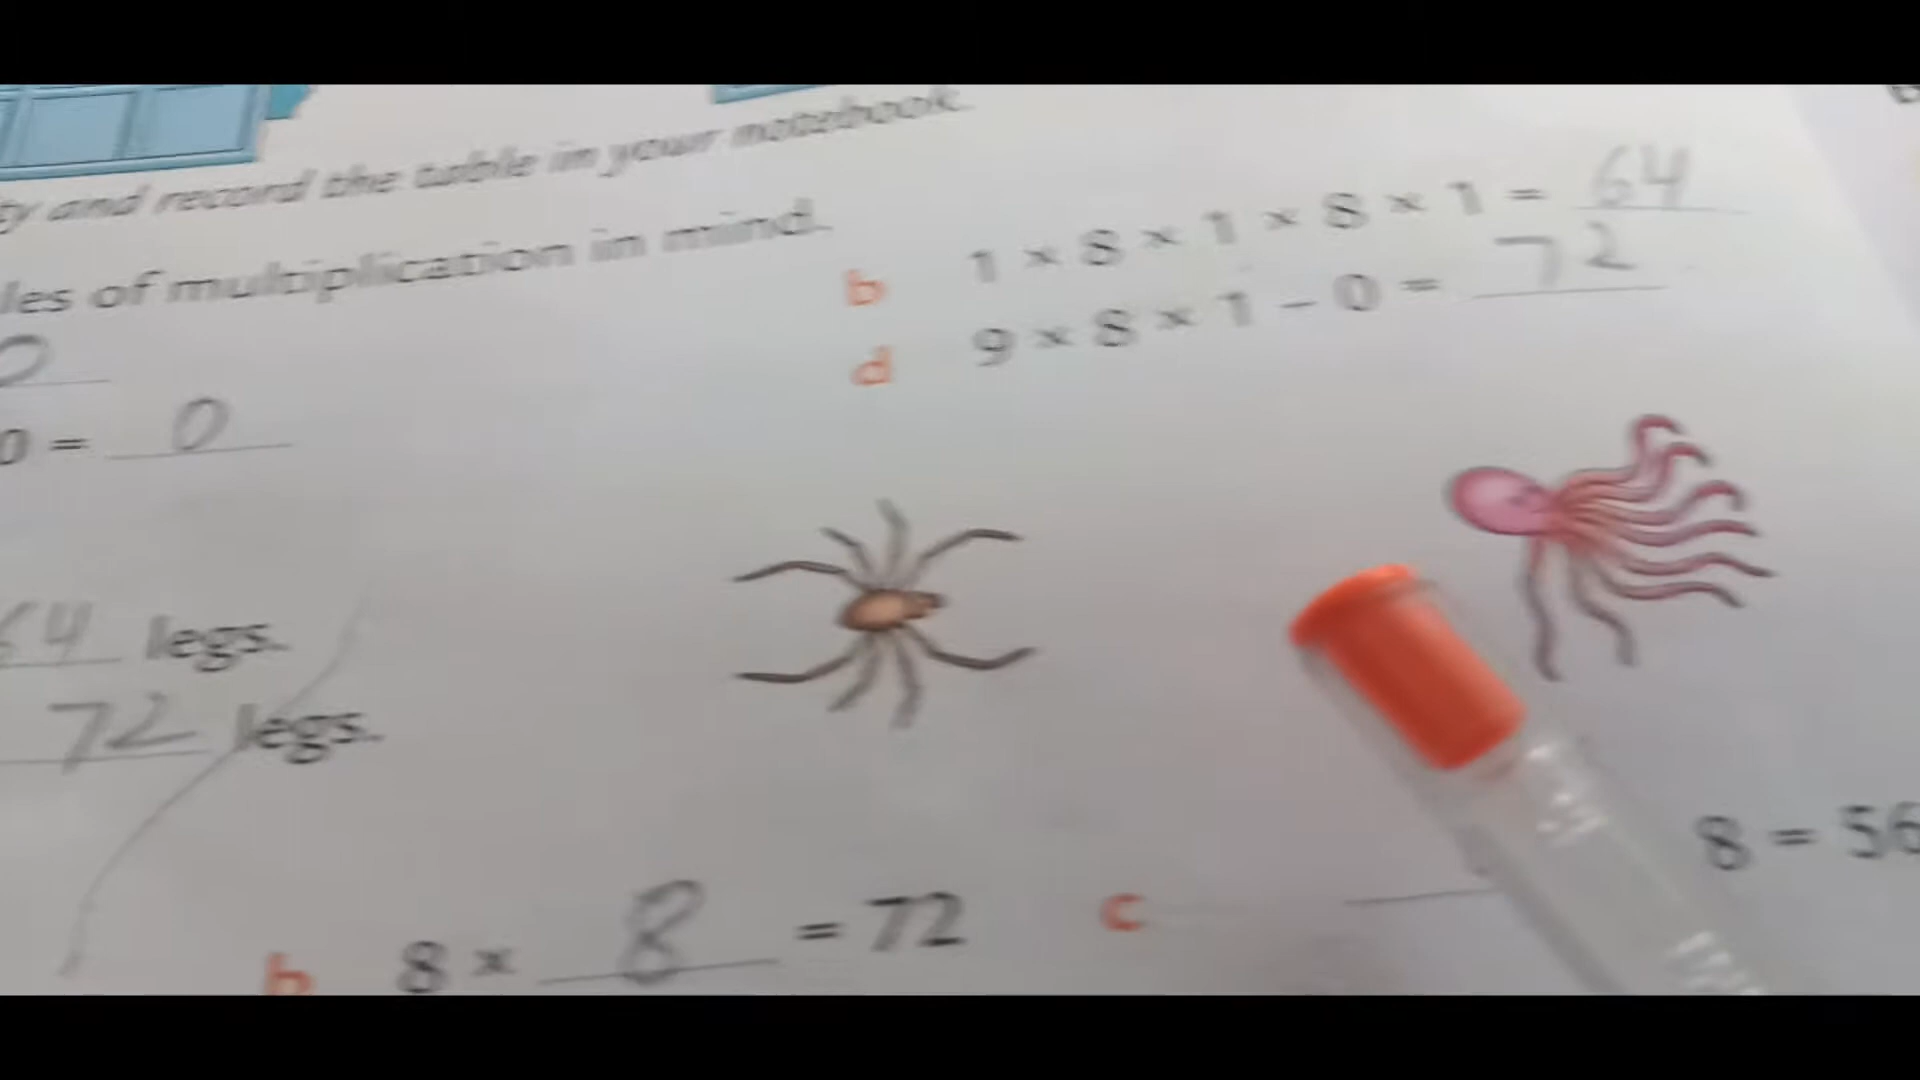 and record the table in your notebook.
les of multiplication in mind.
b 1 × 8 × 1 × 8 × 1 = 64
0
d 9 × 8 × 1 - 0 = 72
0 = 0
64 legs.
72 legs.
b 8 × 8 = 72
c 8 = 56